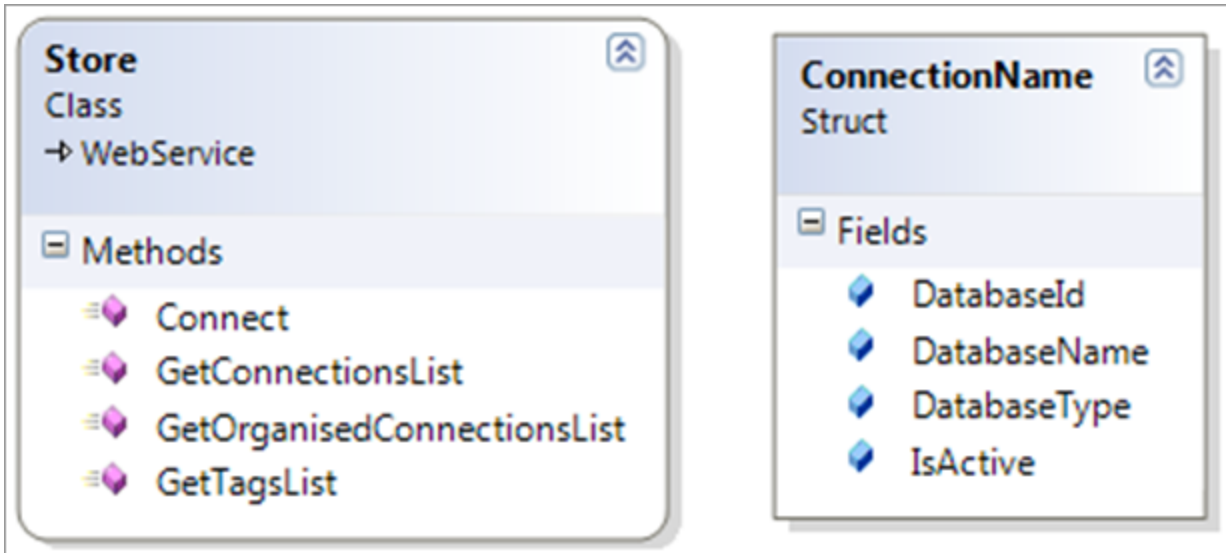 Store
Class
WebService
Methods
Connect
GetConnectionsList
GetOrganisedConnectionsList
GetTagsList
ConnectionName
Struct
Fields
DatabaseId
DatabaseName
DatabaseType
IsActive